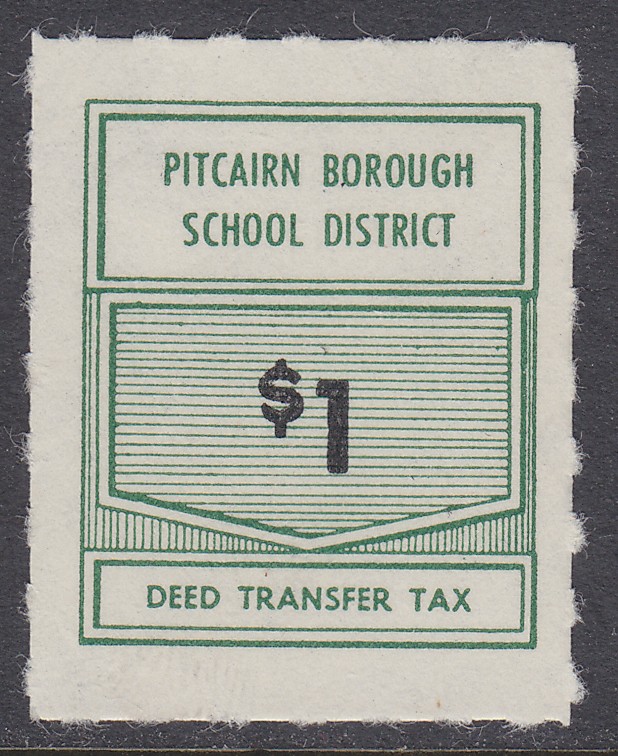 PITCAIRN BOROUGH
SCHOOL DISTRICT
$1
DEED TRANSFER TAX